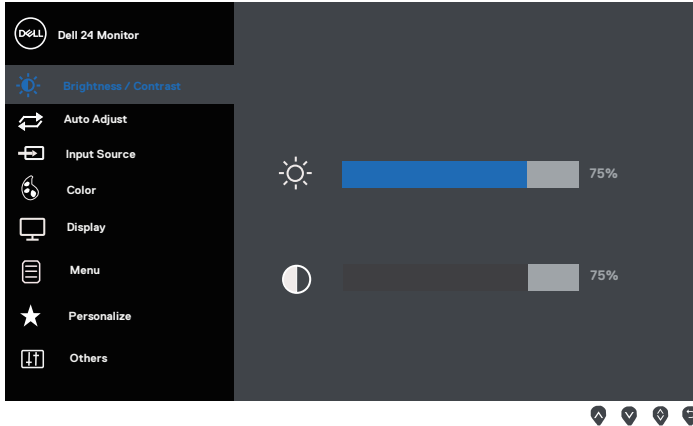 DELL
Dell 24 Monitor
Brightness / Contrast
Auto Adjust
Input Source
Color
Display
Menu
Personalize
Others
75%
75%